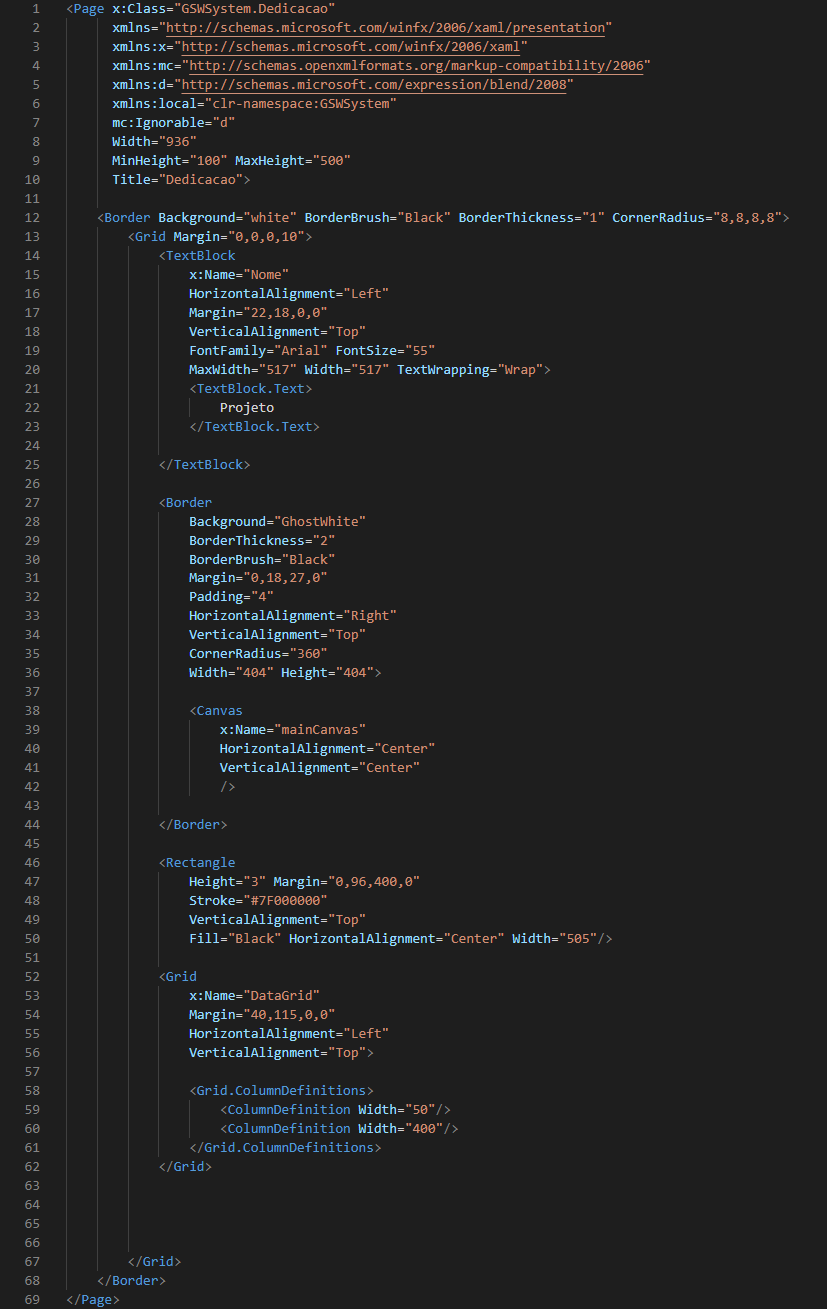 1 <Page x:Class="GSWSystem.Dedicacao"
2 xmlns="http://schemas.microsoft.com/winfx/2006/xaml/presentation"
3 xmlns:x="http://schemas.microsoft.com/winfx/2006/xaml"
4 xmlns:mc="http://schemas.openxmlformats.org/markup-compatibility/2006"
5 xmlns:d="http://schemas.microsoft.com/expression/blend/2008"
6 xmlns:local="clr-namespace:GSWSystem"
7 mc:Ignorable="d"
8 Width="936"
9 MinHeight="100" MaxHeight="500"
10 Title="Dedicacao">
11
12 <Border Background="white" BorderBrush="Black" BorderThickness="1" CornerRadius="8,8,8,8">
13 <Grid Margin="0,0,0,10">
14 <TextBlock
15 x:Name="Nome"
16 HorizontalAlignment="Left"
17 Margin="22,18,0,0"
18 VerticalAlignment="Top"
19 FontFamily="Arial" FontSize="55"
20 MaxWidth="517" Width="517" TextWrapping="Wrap">
21 <TextBlock.Text>
22 Projeto
23 </TextBlock.Text>
24
25 </TextBlock>
26
27 <Border
28 Background="GhostWhite"
29 BorderThickness="2"
30 BorderBrush="Black"
31 Margin="0,18,27,0"
32 Padding="4"
33 HorizontalAlignment="Right"
34 VerticalAlignment="Top"
35 CornerRadius="360"
36 Width="404" Height="404">
37
38 <Canvas
39 x:Name="mainCanvas"
40 HorizontalAlignment="Center"
41 VerticalAlignment="Center"
42 />
43
44 </Border>
45
46 <Rectangle
47 Height="3" Margin="0,96,400,0"
48 Stroke="#7F000000"
49 VerticalAlignment="Top"
50 Fill="Black" HorizontalAlignment="Center" Width="505"/>
51
52 <Grid
53 x:Name="DataGrid"
54 Margin="40,115,0,0"
55 HorizontalAlignment="Left"
56 VerticalAlignment="Top">
57
58 <Grid.ColumnDefinitions>
59 <ColumnDefinition Width="50"/>
60 <ColumnDefinition Width="400"/>
61 </Grid.ColumnDefinitions>
62 </Grid>
63
64
65
66
67 </Grid>
68 </Border>
69 </Page>